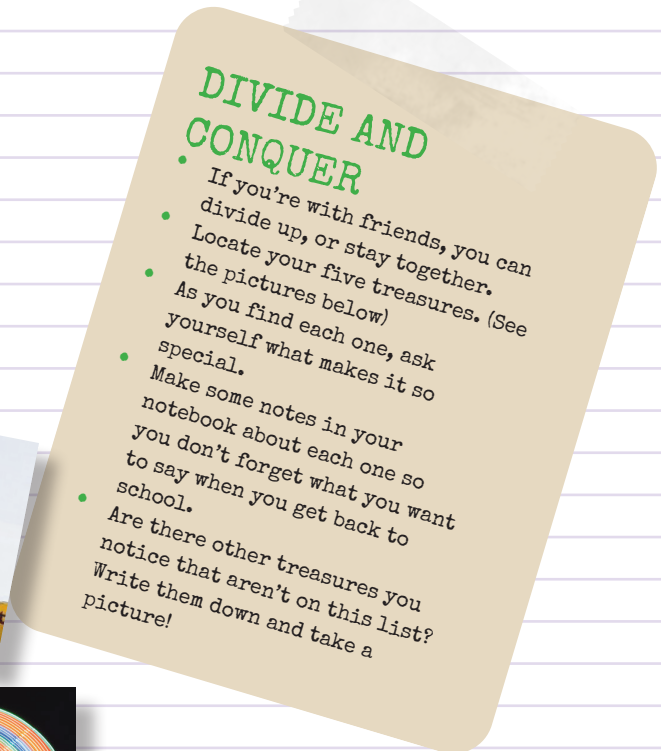 DIVIDE AND
CONQUER
• If you're with friends, you can
divide up, or stay together.
• Locate your five treasures. (See
the pictures below)
• As you find each one, ask
yourself what makes it so
special.
• Make some notes in your
notebook about each one so
you don't forget what you want
to say when you get back to
school.
• Are there other treasures you
notice that aren't on this list?
Write them down and take a
picture!